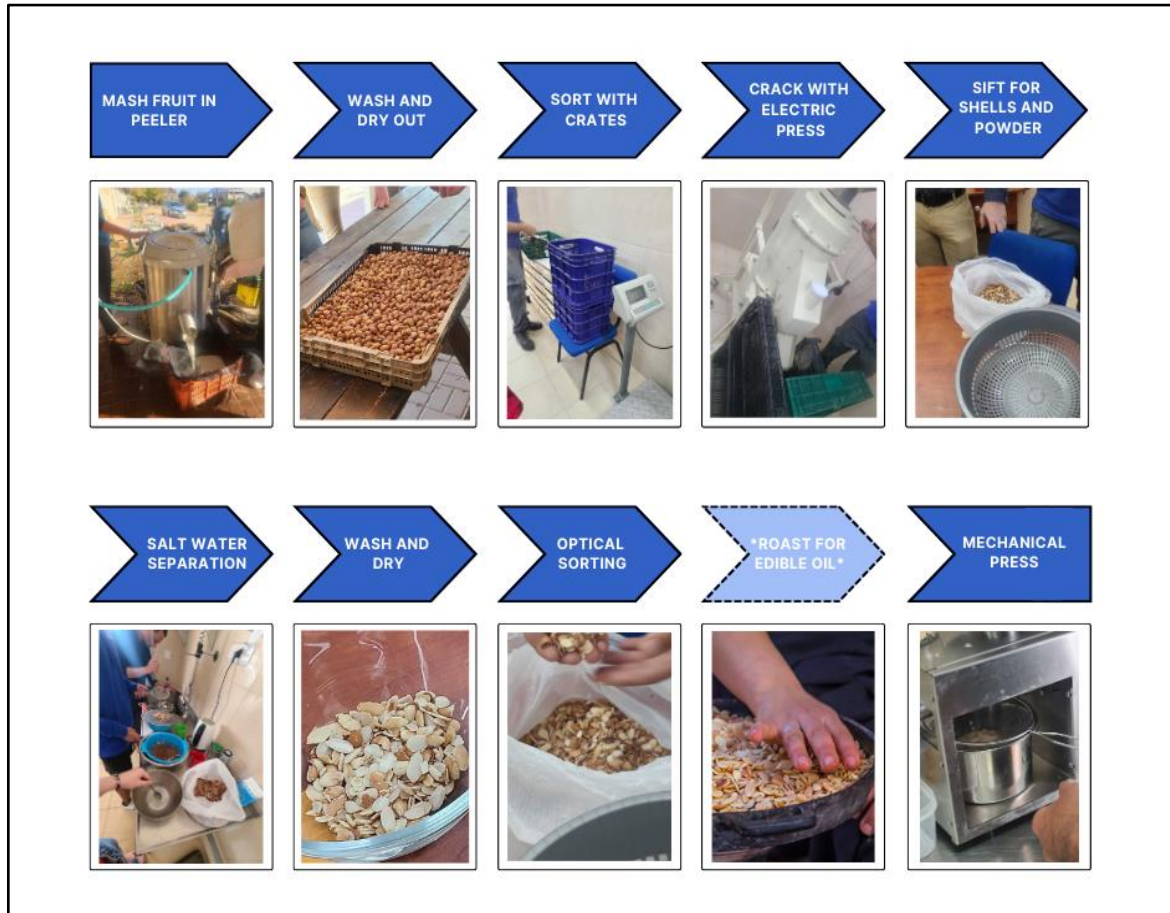 MASH FRUIT IN
PEELER
WASH AND
DRY OUT
SORT WITH
CRATES
CRACK WITH
ELECTRIC
PRESS
SIFT FOR
SHELLS AND
POWDER
SALT WATER
SEPARATION
WASH AND
DRY
OPTICAL
SORTING
*ROAST FOR
EDIBLE OIL*
MECHANICAL
PRESS